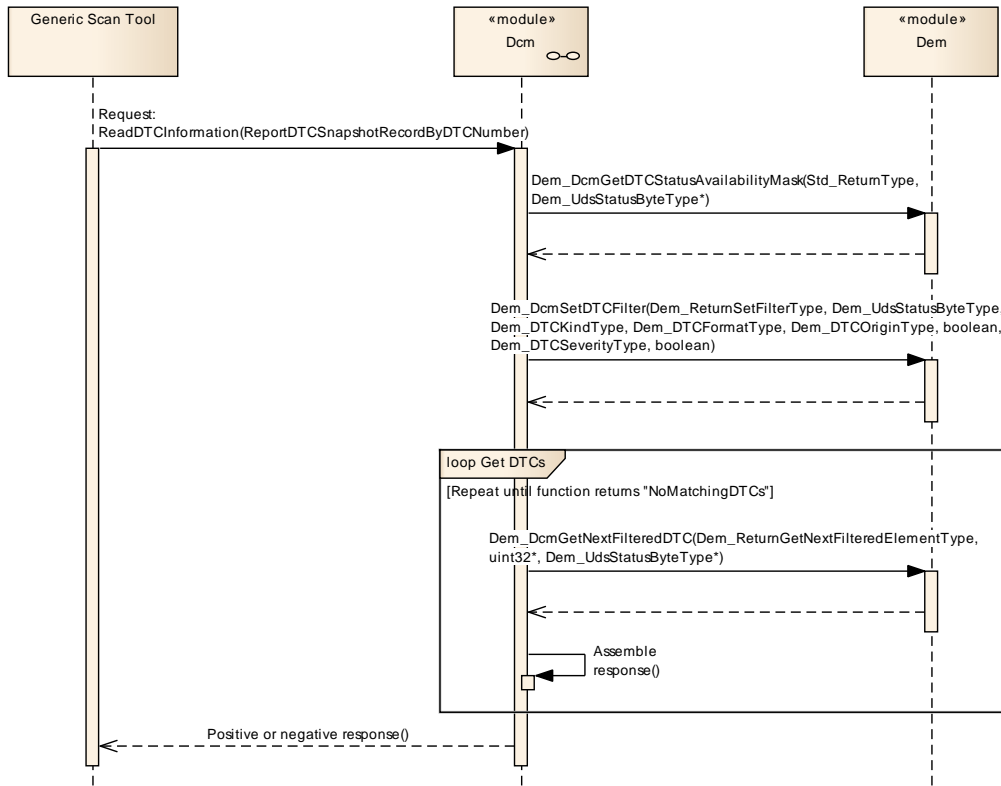 Generic Scan Tool
«module»
Dcm
«module»
Dem
Request:
ReadDTCInformation(ReportDTCSnapshotRecordByDTCNumber)
Dem_DcmGetDTCStatusAvailabilityMask(Std_ReturnType,
Dem_UdsStatusByteType*)
Dem_DcmSetDTCFilter(Dem_ReturnSetFilterType, Dem_UdsStatusByteType,
Dem_DTCKindType, Dem_DTCFormatType, Dem_DTCOriginType, boolean,
Dem_DTCSeverityType, boolean)
loop Get DTCs
[Repeat until function returns "NoMatchingDTCs"]
Dem_DcmGetNextFilteredDTC(Dem_ReturnGetNextFilteredElementType,
uint32*, Dem_UdsStatusByteType*)
Assemble
response()
Positive or negative response()